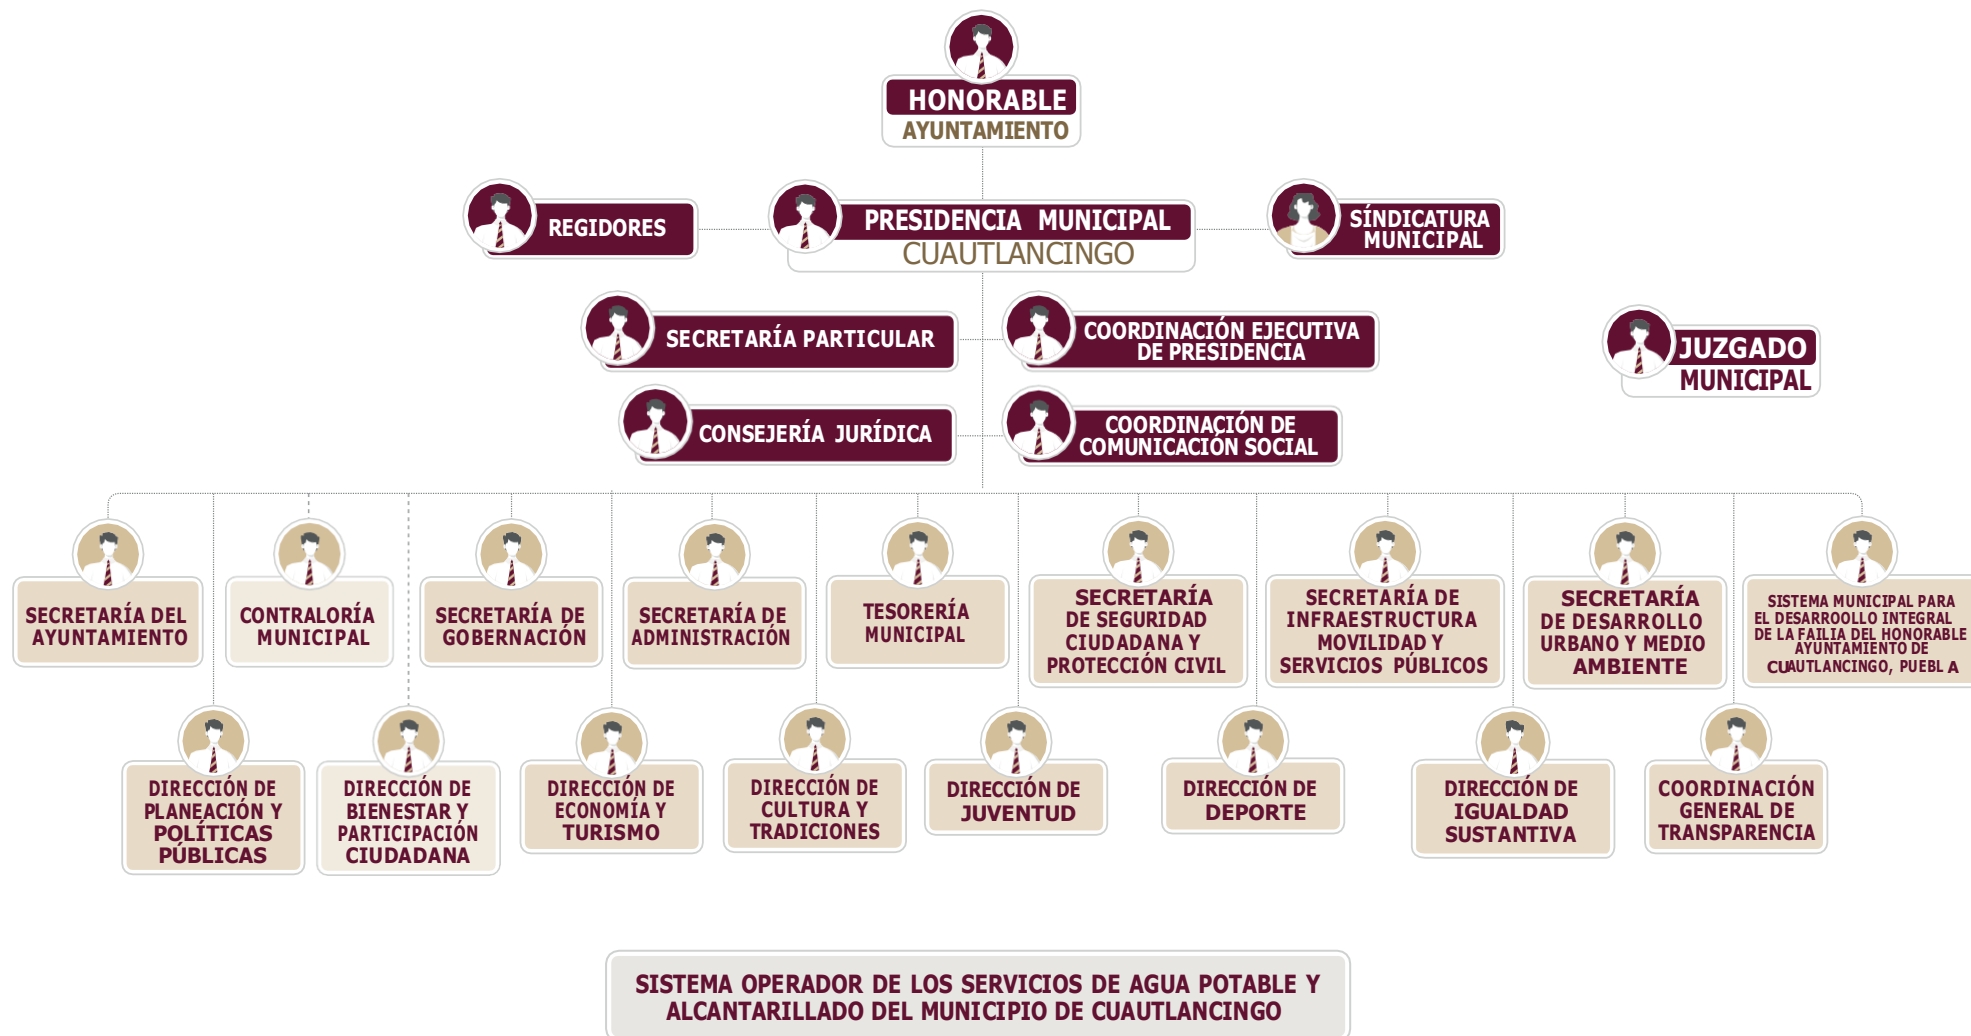 HONORABLE
AYUNTAMIENTO
REGIDORES
PRESIDENCIA MUNICIPAL
CUAUTLANCINGO
SÍNDICATURA
MUNICIPAL
SECRETARÍA PARTICULAR
COORDINACIÓN EJECUTIVA
DE PRESIDENCIA
JUZGADO
MUNICIPAL
CONSEJERÍA JURÍDICA
COORDINACIÓN DE
COMUNICACIÓN SOCIAL
SECRETARÍA DEL
AYUNTAMIENTO
CONTRALORÍA
MUNICIPAL
SECRETARÍA DE
GOBERNACIÓN
SECRETARÍA DE
ADMINISTRACIÓN
TESORERÍA
MUNICIPAL
SECRETARÍA
DE SEGURIDAD
CIUDADANA Y
PROTECCIÓN CIVIL
SECRETARÍA DE
INFRAESTRUCTURA
MOVILIDAD Y
SERVICIOS PÚBLICOS
SECRETARÍA
DE DESARROLLO
URBANO Y MEDIO
AMBIENTE
SISTEMA MUNICIPAL PARA
EL DESARROOLLO INTEGRAL
DE LA FAILIA DEL HONORABLE
AYUNTAMIENTO DE
CUAUTLANCINGO, PUEBL A
DIRECCIÓN DE
PLANEACIÓN Y
POLÍTICAS
PÚBLICAS
DIRECCIÓN DE
BIENESTAR Y
PARTICIPACIÓN
CIUDADANA
DIRECCIÓN DE
ECONOMÍA Y
TURISMO
DIRECCIÓN DE
CULTURA Y
TRADICIONES
DIRECCIÓN DE
JUVENTUD
DIRECCIÓN DE
DEPORTE
DIRECCIÓN DE
IGUALDAD
SUSTANTIVA
COORDINACIÓN
GENERAL DE
TRANSPARENCIA
SISTEMA OPERADOR DE LOS SERVICIOS DE AGUA POTABLE Y
ALCANTARILLADO DEL MUNICIPIO DE CUAUTLANCINGO